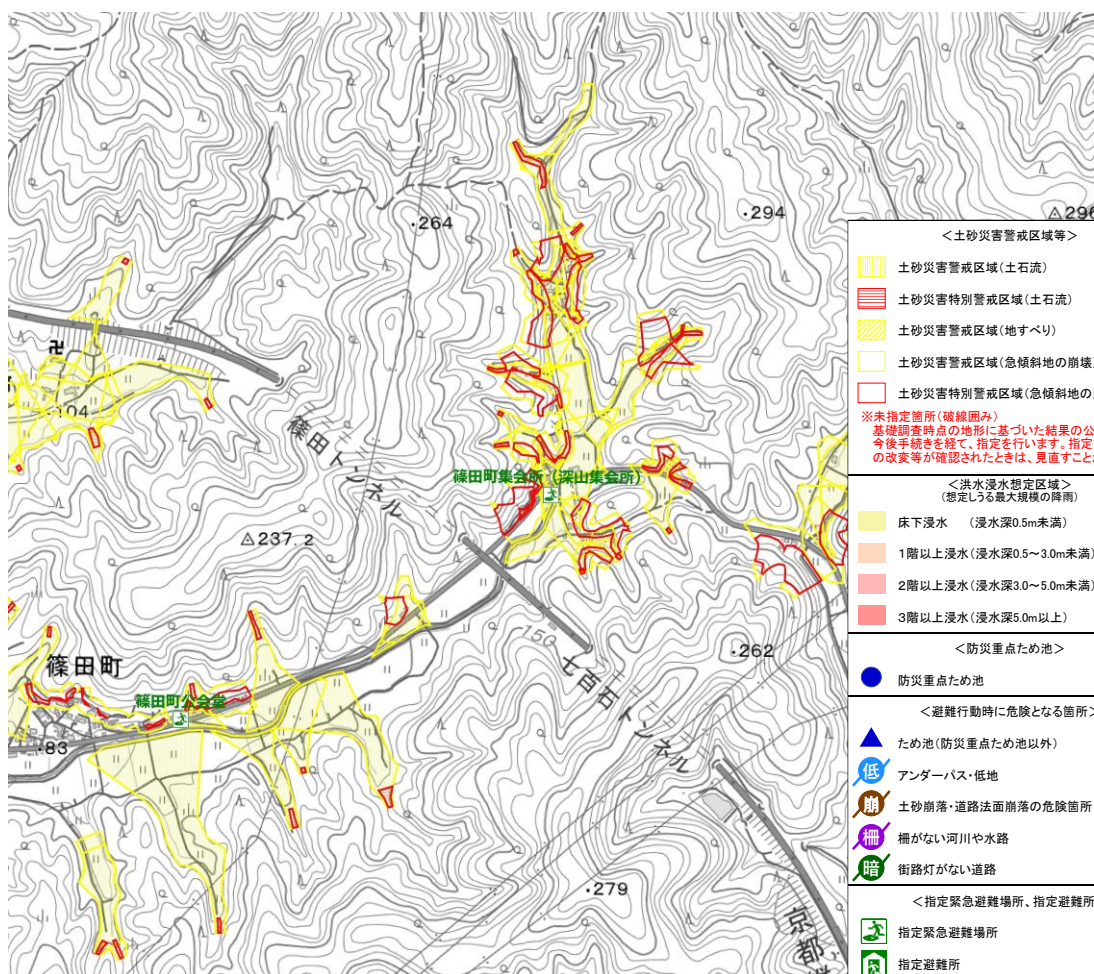 ・264
・294
△296
卍
104
篠田トンネル
篠田町集会所（深山集会所）
△237.2
150
七百石トンネル
・262
篠田町
篠田町公会堂
・83
・279
京都
＜土砂災害警戒区域等＞
土砂災害警戒区域（土石流）
土砂災害特別警戒区域（土石流）
土砂災害警戒区域（地すべり）
土砂災害警戒区域（急傾斜地の崩壊）
土砂災害特別警戒区域（急傾斜地の
※未指定箇所（破線囲み）
基礎調査時点の地形に基づいた結果の公
今後手続きを経て、指定を行います。指定
の改変等が確認されたときは、見直すこと
＜洪水浸水想定区域＞
（想定しうる最大規模の降雨）
床下浸水　（浸水深0.5m未満）
1階以上浸水（浸水深0.5～3.0m未満）
2階以上浸水（浸水深3.0～5.0m未満）
3階以上浸水（浸水深5.0m以上）
＜防災重点ため池＞
防災重点ため池
＜避難行動時に危険となる箇所＞
ため池（防災重点ため池以外）
低 アンダーパス・低地
崩 土砂崩落・道路法面崩落の危険箇所
柵 柵がない河川や水路
暗 街路灯がない道路
＜指定緊急避難場所、指定避難所
指定緊急避難場所
指定避難所